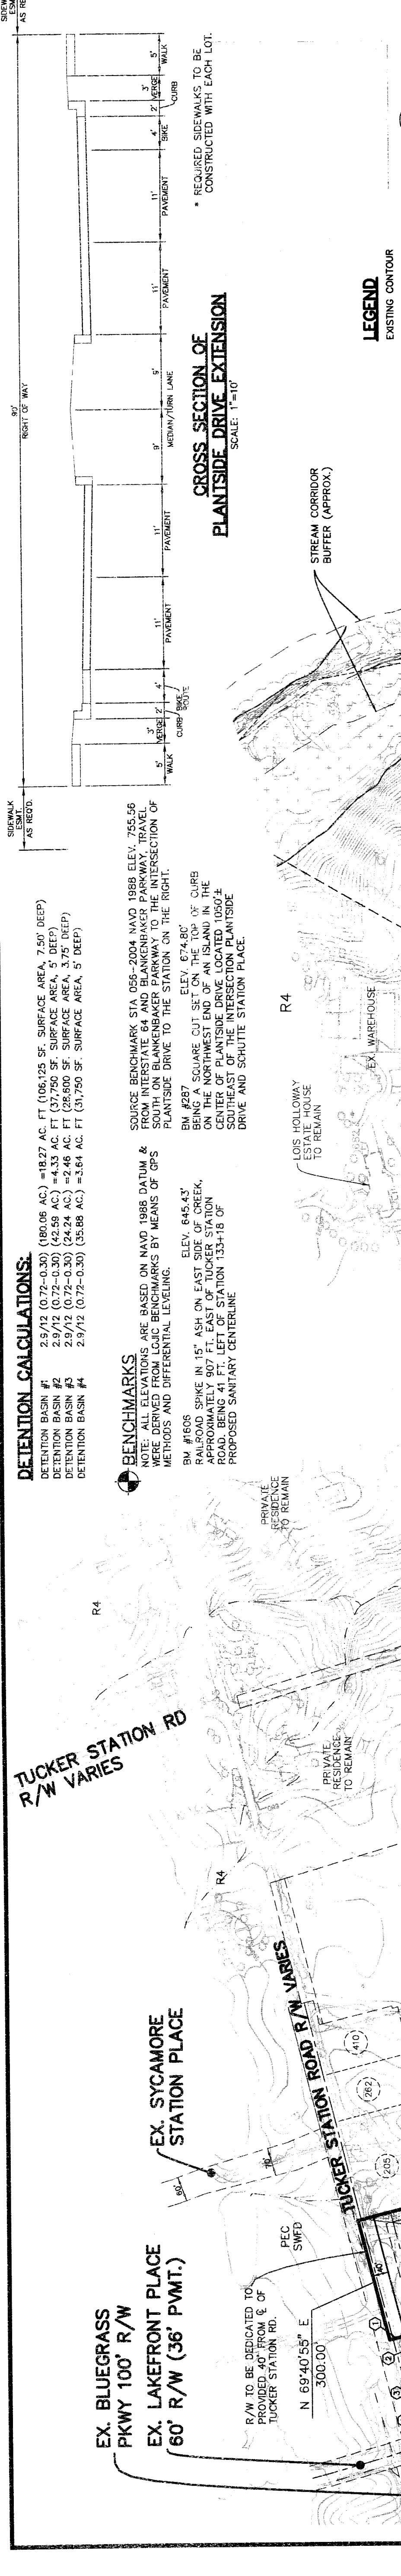 EX. BLUEGRASS
PKWY 100' R/W
EX. LAKEFRONT PLACE
60' R/W (36' PVMT.)
EX. SYCAMORE
STATION PLACE
60'
70'
R/W TO BE DEDICATED TO
PROVIDED 40' FROM ℄ OF
TUCKER STATION RD.
N 69°40'55" E
300.00'
PEC
SWFD
40'
1
2
3
205
262
410
TUCKER STATION ROAD R/W VARIES
TUCKER STATION RD
R/W VARIES
R4
R4
PRIVATE
RESIDENCE
TO REMAIN
PRIVATE
RESIDENCE
TO REMAIN
DETENTION CALCULATIONS:
DETENTION BASIN #1 2.9/12 (0.72-0.30) (180.06 AC.) =18.27 AC. FT (106,125 SF. SURFACE AREA, 7.50' DEEP)
DETENTION BASIN #2 2.9/12 (0.72-0.30) (42.59 AC.) =4.33 AC. FT (37,750 SF. SURFACE AREA, 5' DEEP)
DETENTION BASIN #3 2.9/12 (0.72-0.30) (24.24 AC.) =2.46 AC. FT (28,600 SF. SURFACE AREA, 3.75' DEEP)
DETENTION BASIN #4 2.9/12 (0.72-0.30) (35.88 AC.) =3.64 AC. FT (31,750 SF. SURFACE AREA, 5' DEEP)
BENCHMARKS
NOTE: ALL ELEVATIONS ARE BASED ON NAVD 1988 DATUM &
WERE DERIVED FROM LOJIC BENCHMARKS BY MEANS OF GPS
METHODS AND DIFFERENTIAL LEVELING.
BM #1606 ELEV. 645.43'
RAILROAD SPIKE IN 15" ASH ON EAST SIDE OF CREEK,
APPROXIMATELY 907 FT. EAST OF TUCKER STATION
ROAD, BEING 41 FT. LEFT OF STATION 133+18 OF
PROPOSED SANITARY CENTERLINE
SOURCE BENCHMARK STA 056-2004 NAVD 1988 ELEV. 755.56
FROM INTERSTATE 64 AND BLANKENBAKER PARKWAY, TRAVEL
SOUTH ON BLANKENBAKER PARKWAY TO THE INTERSECTION OF
PLANTSIDE DRIVE TO THE STATION ON THE RIGHT.
BM #287 ELEV. 674.80'
BEING A SQUARE CUT SET ON THE TOP OF CURB
ON THE NORTHWEST END OF AN ISLAND IN THE
CENTER OF PLANTSIDE DRIVE LOCATED 1050'±
SOUTHEAST OF THE INTERSECTION PLANTSIDE
DRIVE AND SCHUTTE STATION PLACE.
LOIS HOLLOWAY
ESTATE HOUSE
TO REMAIN
R4
EX. WAREHOUSE
STREAM CORRIDOR
BUFFER (APPROX.)
SIDEWALK
ESMT.
AS REQ'D.
90'
RIGHT OF WAY
5'
WALK
3'
VERGE
2'
CURB
4'
BIKE
ROUTE
11'
PAVEMENT
11'
PAVEMENT
9'
9'
MEDIAN/TURN LANE
11'
PAVEMENT
11'
PAVEMENT
4'
BIKE
2'
CURB
3'
VERGE
5'
WALK
CROSS SECTION OF
PLANTSIDE DRIVE EXTENSION
SCALE: 1"=10'
* REQUIRED SIDEWALKS TO BE
CONSTRUCTED WITH EACH LOT.
LEGEND
EXISTING CONTOUR